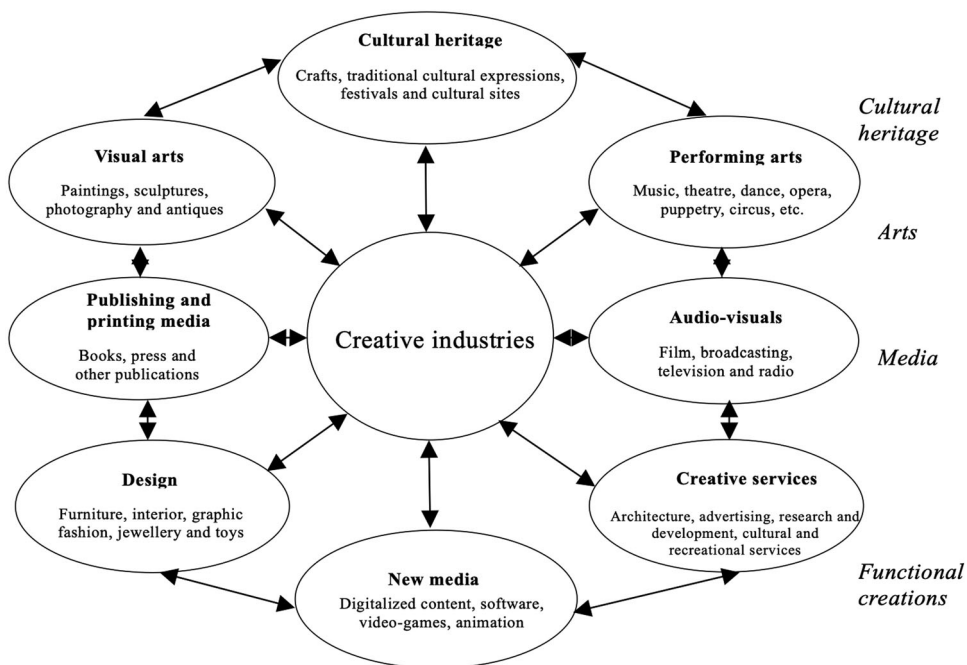 Cultural heritage
Crafts, traditional cultural expressions,
festivals and cultural sites
Cultural
heritage
Visual arts
Paintings, sculptures,
photography and antiques
Performing arts
Music, theatre, dance, opera,
puppetry, circus, etc.
Arts
Publishing and
printing media
Books, press and
other publications
Creative industries
Audio-visuals
Film, broadcasting,
television and radio
Media
Design
Furniture, interior, graphic
fashion, jewellery and toys
Creative services
Architecture, advertising, research and
development, cultural and
recreational services
New media
Digitalized content, software,
video-games, animation
Functional
creations